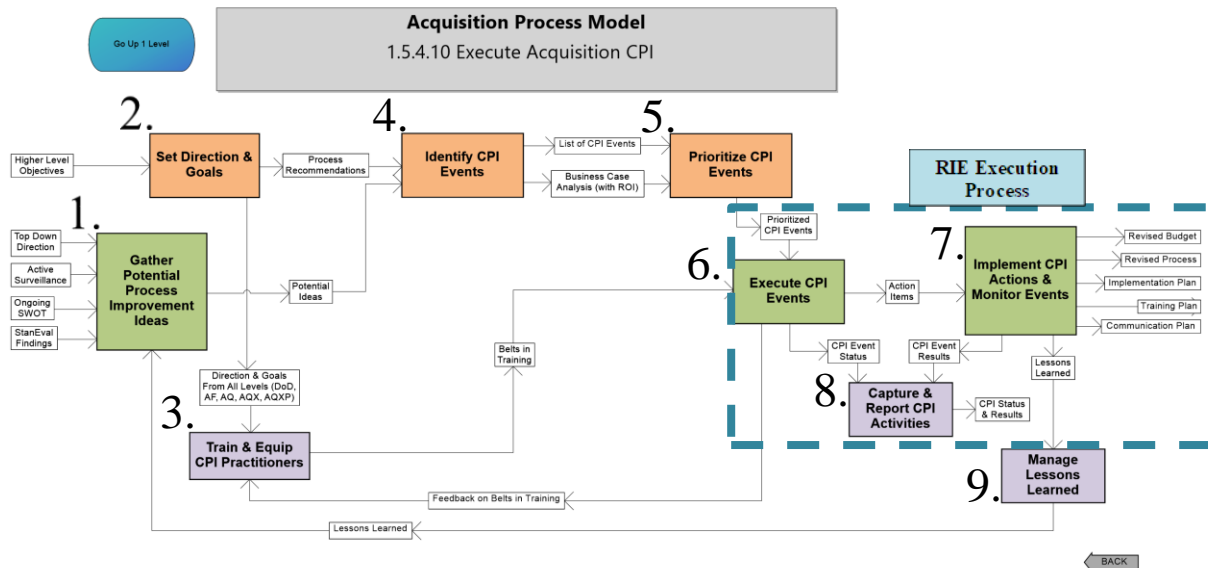 Go Up 1 Level
Acquisition Process Model
1.5.4.10 Execute Acquisition CPI
2.
Set Direction &
Goals
4.
Identify CPI
Events
5.
Prioritize CPI
Events
Higher Level
Objectives
Process
Recommendations
List of CPI Events
Business Case
Analysis (with ROI)
RIE Execution
Process
1.
Gather
Potential
Process
Improvement
Ideas
Top Down
Direction
Active
Surveillance
Ongoing
SWOT
StanEval
Findings
Potential
Ideas
Prioritized
CPI Events
6.
Execute CPI
Events
Action
Items
7.
Implement CPI
Actions &
Monitor Events
Revised Budget
Revised Process
Implementation Plan
Training Plan
Communication Plan
Belts in
Training
CPI Event
Status
CPI Event
Results
Lessons
Learned
Direction & Goals
From All Levels (DoD,
AF, AQ, AQX, AQXP)
3.
Train & Equip
CPI Practitioners
8.
Capture &
Report CPI
Activities
CPI Status
& Results
9.
Manage
Lessons
Learned
Feedback on Belts in Training
Lessons Learned
BACK